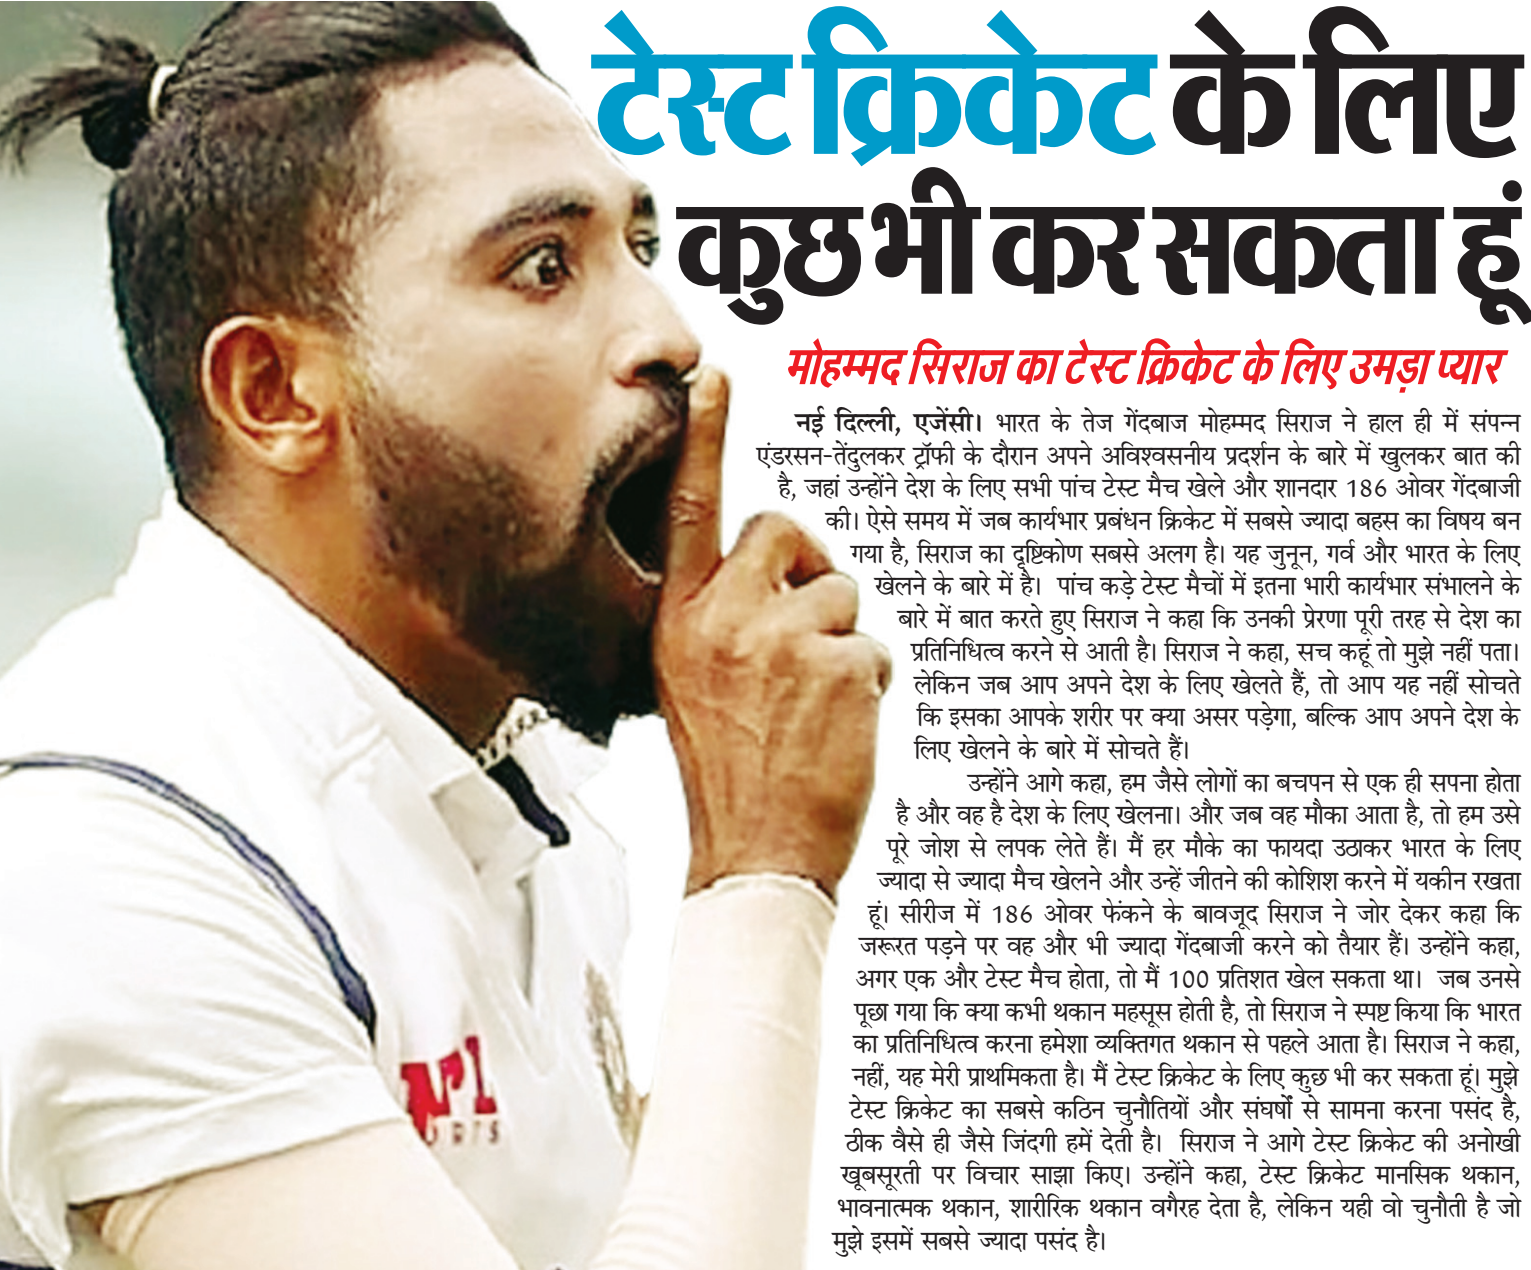 टेस्ट क्रिकेट के लिए
कुछ भी कर सकता हूं
मोहम्मद सिराज का टेस्ट क्रिकेट के लिए उमड़ा प्यार
नई दिल्ली, एजेंसी। भारत के तेज गेंदबाज मोहम्मद सिराज ने हाल ही में संपन्न
एंडरसन-तेंदुलकर ट्रॉफी के दौरान अपने अविश्वसनीय प्रदर्शन के बारे में खुलकर बात की
है, जहां उन्होंने देश के लिए सभी पांच टेस्ट मैच खेले और शानदार 186 ओवर गेंदबाजी
की। ऐसे समय में जब कार्यभार प्रबंधन क्रिकेट में सबसे ज्यादा बहस का विषय बन
गया है, सिराज का दृष्टिकोण सबसे अलग है। यह जुनून, गर्व और भारत के लिए
खेलने के बारे में है। पांच कड़े टेस्ट मैचों में इतना भारी कार्यभार संभालने के
बारे में बात करते हुए सिराज ने कहा कि उनकी प्रेरणा पूरी तरह से देश का
प्रतिनिधित्व करने से आती है। सिराज ने कहा, सच कहूं तो मुझे नहीं पता।
लेकिन जब आप अपने देश के लिए खेलते हैं, तो आप यह नहीं सोचते
कि इसका आपके शरीर पर क्या असर पड़ेगा, बल्कि आप अपने देश के
लिए खेलने के बारे में सोचते हैं।
उन्होंने आगे कहा, हम जैसे लोगों का बचपन से एक ही सपना होता
है और वह है देश के लिए खेलना। और जब वह मौका आता है, तो हम उसे
पूरे जोश से लपक लेते हैं। मैं हर मौके का फायदा उठाकर भारत के लिए
ज्यादा से ज्यादा मैच खेलने और उन्हें जीतने की कोशिश करने में यकीन रखता
हूं। सीरीज में 186 ओवर फेंकने के बावजूद सिराज ने जोर देकर कहा कि
जरूरत पड़ने पर वह और भी ज्यादा गेंदबाजी करने को तैयार हैं। उन्होंने कहा,
अगर एक और टेस्ट मैच होता, तो मैं 100 प्रतिशत खेल सकता था। जब उनसे
पूछा गया कि क्या कभी थकान महसूस होती है, तो सिराज ने स्पष्ट किया कि भारत
का प्रतिनिधित्व करना हमेशा व्यक्तिगत थकान से पहले आता है। सिराज ने कहा,
नहीं, यह मेरी प्राथमिकता है। मैं टेस्ट क्रिकेट के लिए कुछ भी कर सकता हूं। मुझे
टेस्ट क्रिकेट का सबसे कठिन चुनौतियों और संघर्षों से सामना करना पसंद है,
ठीक वैसे ही जैसे जिंदगी हमें देती है। सिराज ने आगे टेस्ट क्रिकेट की अनोखी
खूबसूरती पर विचार साझा किए। उन्होंने कहा, टेस्ट क्रिकेट मानसिक थकान,
भावनात्मक थकान, शारीरिक थकान वगैरह देता है, लेकिन यही वो चुनौती है जो
मुझे इसमें सबसे ज्यादा पसंद है।